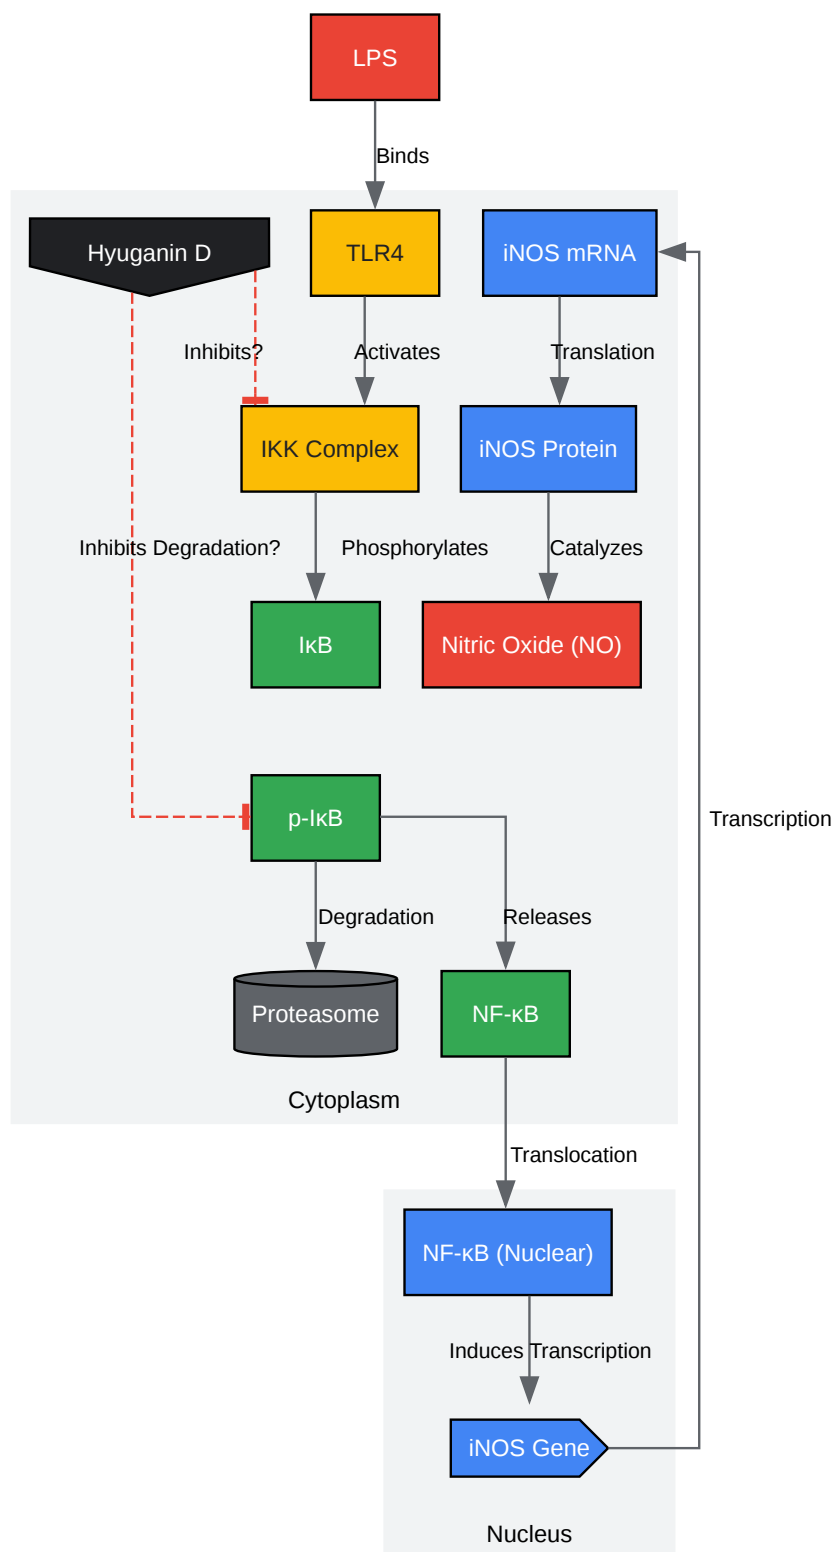 LPS
Binds
Hyuganin D
TLR4
iNOS mRNA
Inhibits?
Activates
Translation
IKK Complex
iNOS Protein
Inhibits Degradation?
Phosphorylates
Catalyzes
IκB
Nitric Oxide (NO)
p-IκB
Transcription
Degradation
Releases
Proteasome
NF-κB
Cytoplasm
Translocation
NF-κB (Nuclear)
Induces Transcription
iNOS Gene
Nucleus